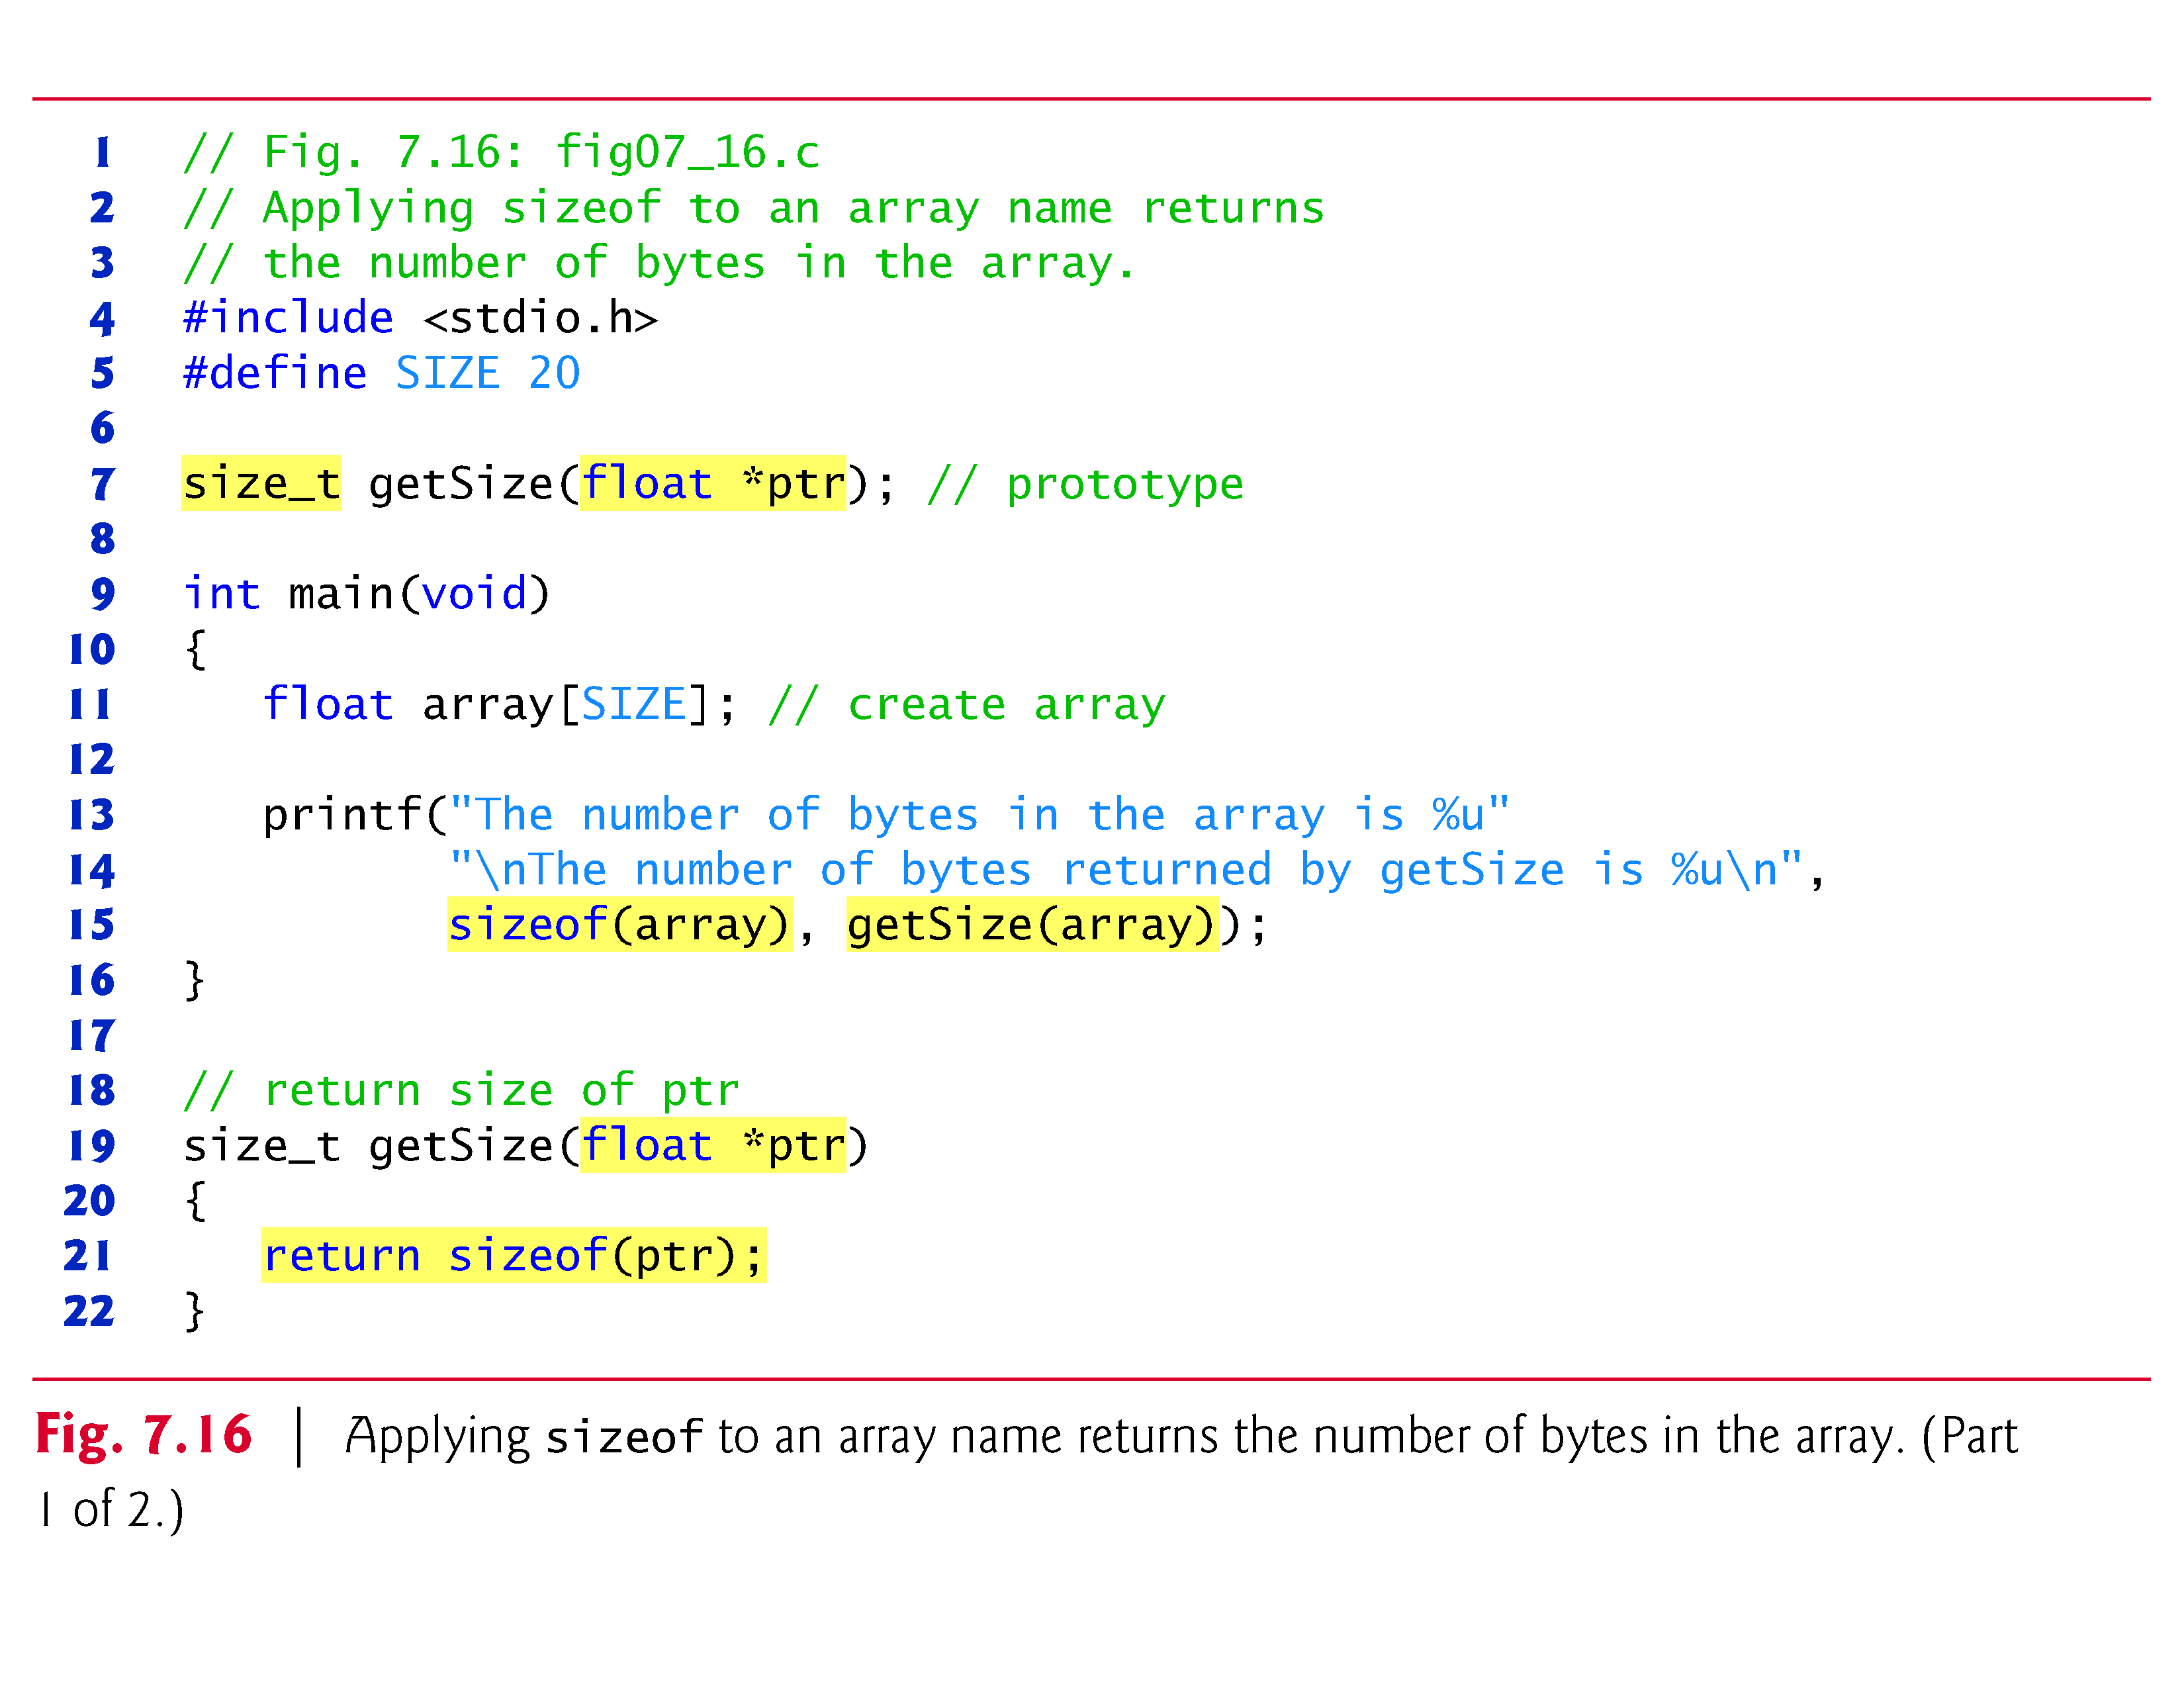 1 // Fig. 7.16: fig07_16.c
2 // Applying sizeof to an array name returns
3 // the number of bytes in the array.
4 #include <stdio.h>
5 #define SIZE 20
6
7 size_t getSize(float *ptr); // prototype
8
9 int main(void)
10 {
11    float array[SIZE]; // create array
12
13    printf("The number of bytes in the array is %u"
14           "\nThe number of bytes returned by getSize is %u\n",
15           sizeof(array), getSize(array));
16 }
17
18 // return size of ptr
19 size_t getSize(float *ptr)
20 {
21    return sizeof(ptr);
22 }
Fig. 7.16 | Applying sizeof to an array name returns the number of bytes in the array. (Part
1 of 2.)